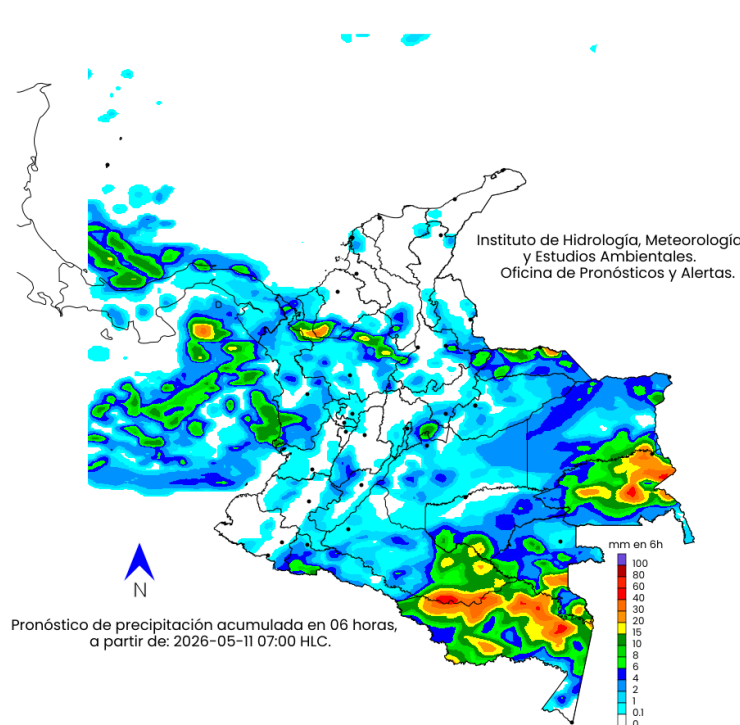 Instituto de Hidrología, Meteorología
y Estudios Ambientales.
Oficina de Pronósticos y Alertas.
mm en 6h
100
80
60
40
30
20
15
10
8
6
4
2
1
0.1
0
N
Pronóstico de precipitación acumulada en 06 horas,
a partir de: 2026-05-11 07:00 HLC.